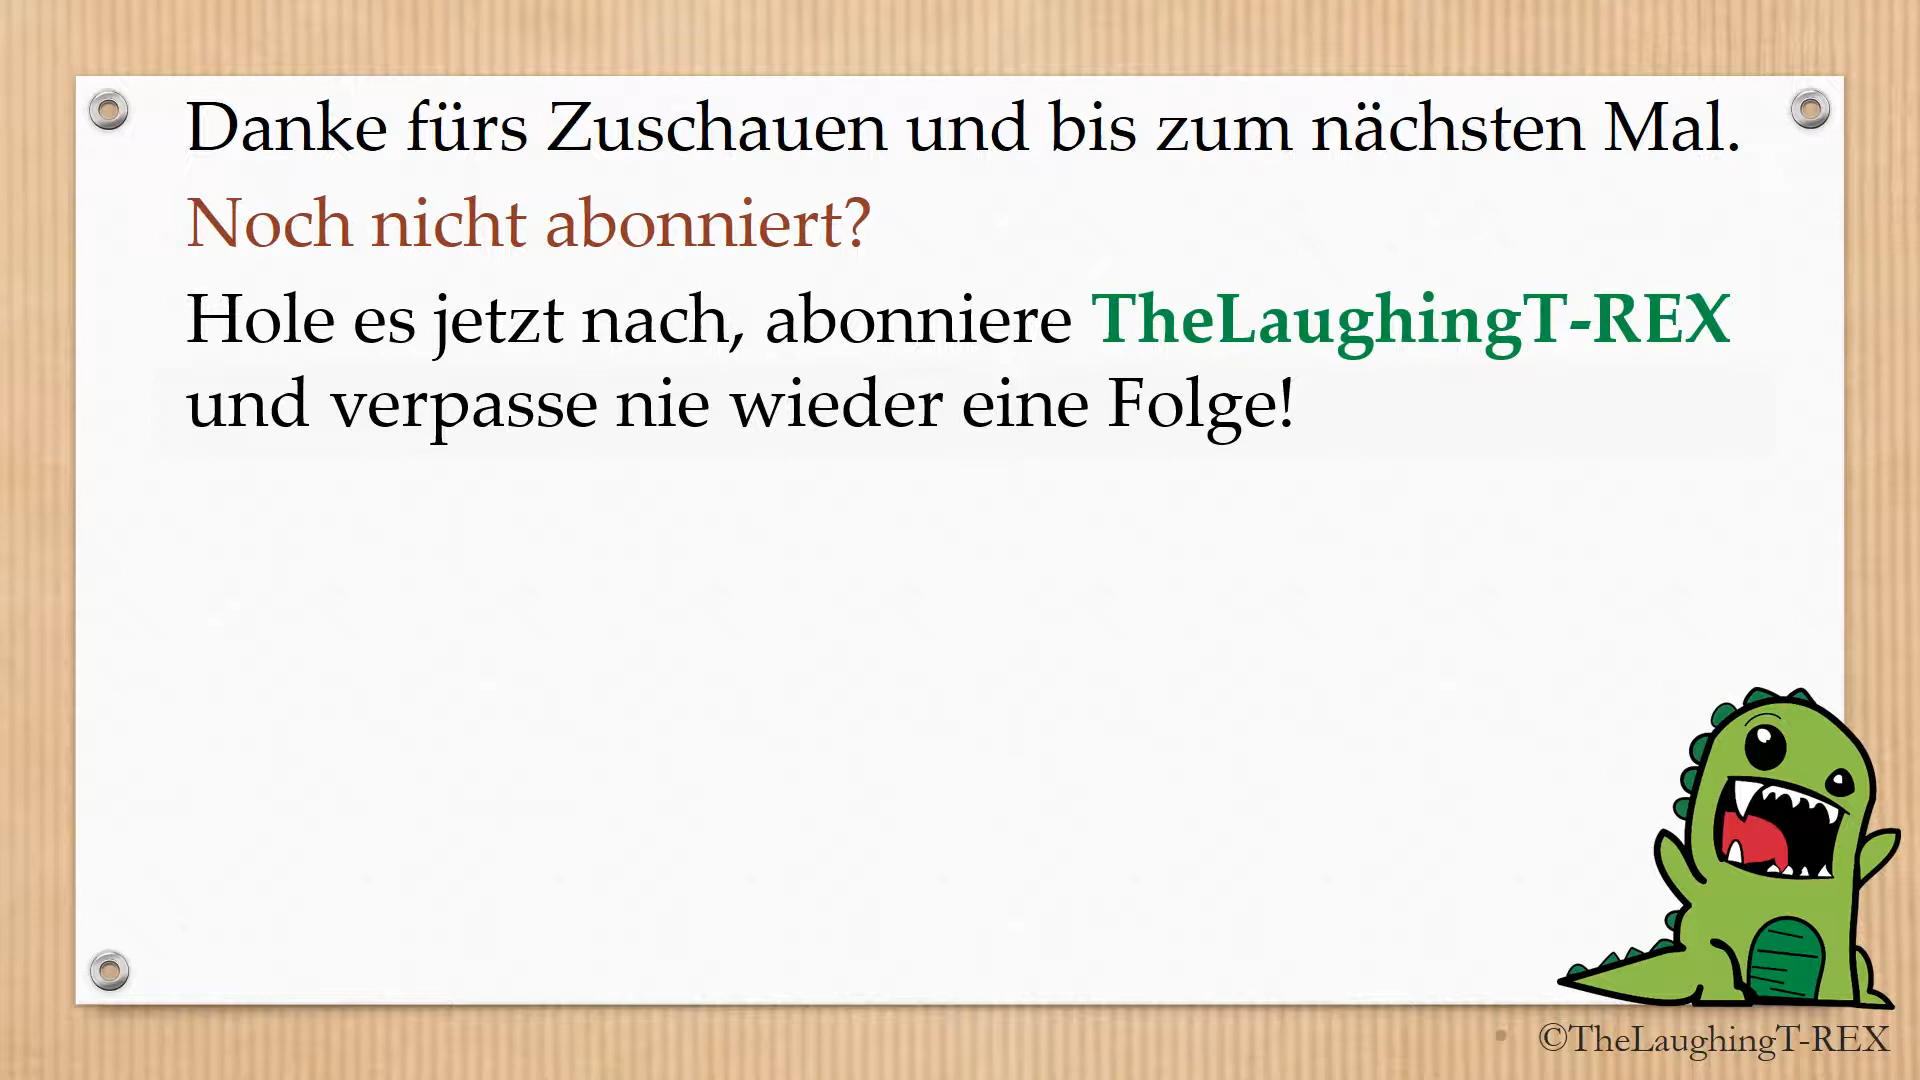 Danke fürs Zuschauen und bis zum nächsten Mal.
Noch nicht abonniert?
Hole es jetzt nach, abonniere TheLaughingT-REX
und verpasse nie wieder eine Folge!
©TheLaughingT-REX